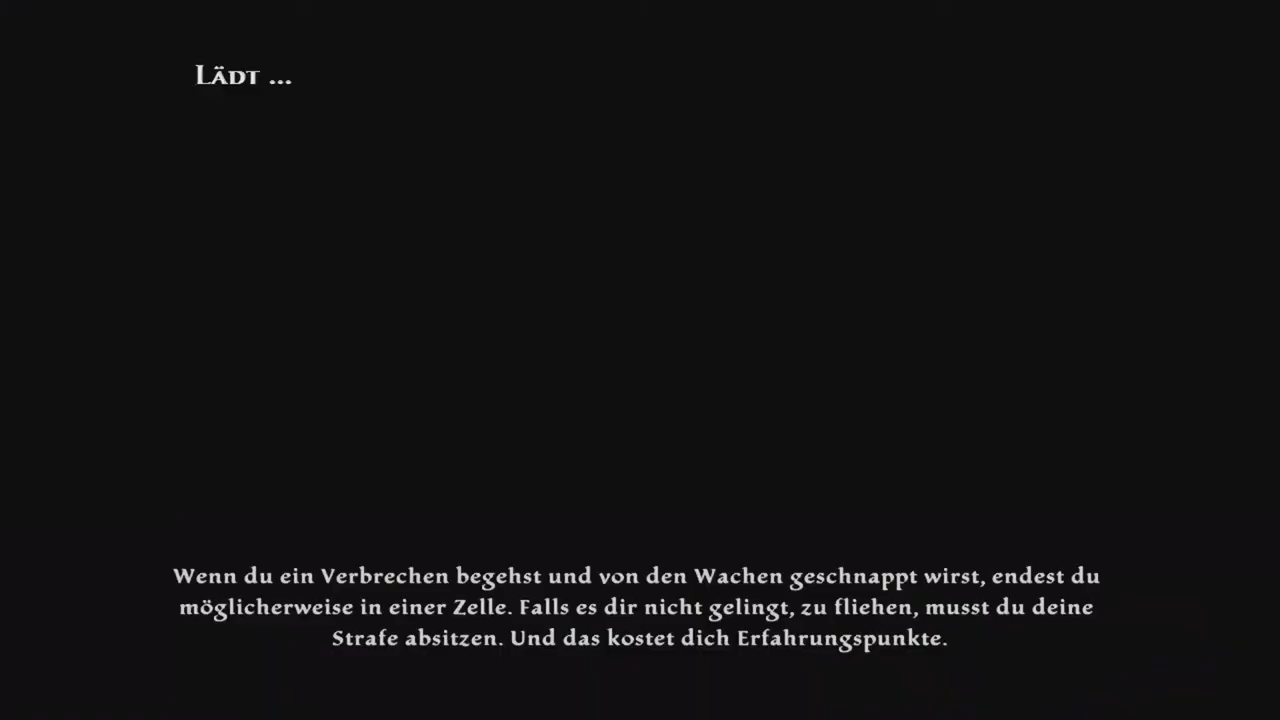 Lädt ...
Wenn du ein Verbrechen begehst und von den Wachen geschnappt wirst, endest du
möglicherweise in einer Zelle. Falls es dir nicht gelingt, zu fliehen, musst du deine
Strafe absitzen. Und das kostet dich Erfahrungspunkte.